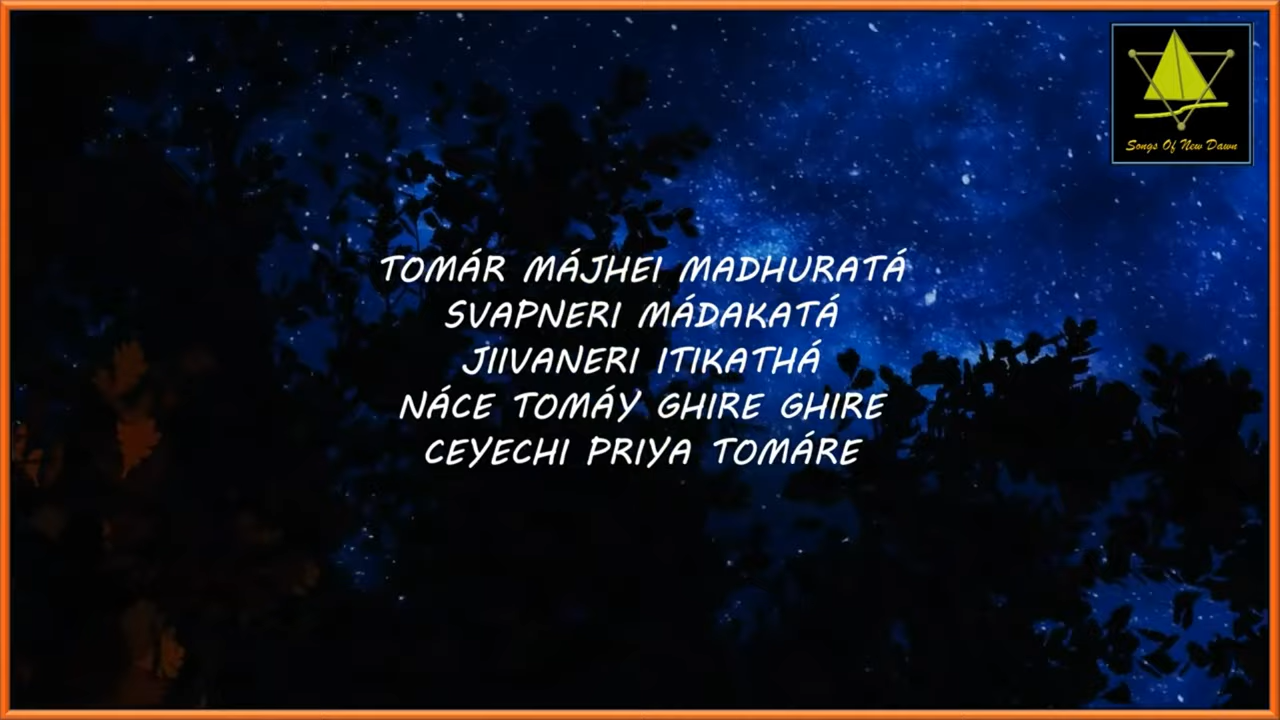 Songs Of New Dawn
TOMÁR MÁJHEI MADHURATÁ
SVAPNERI MÁDAKATÁ
JIIVANERI ITIKATHÁ
NÁCE TOMÁY GHIRE GHIRE
CEYECHI PRIYA TOMÁRE